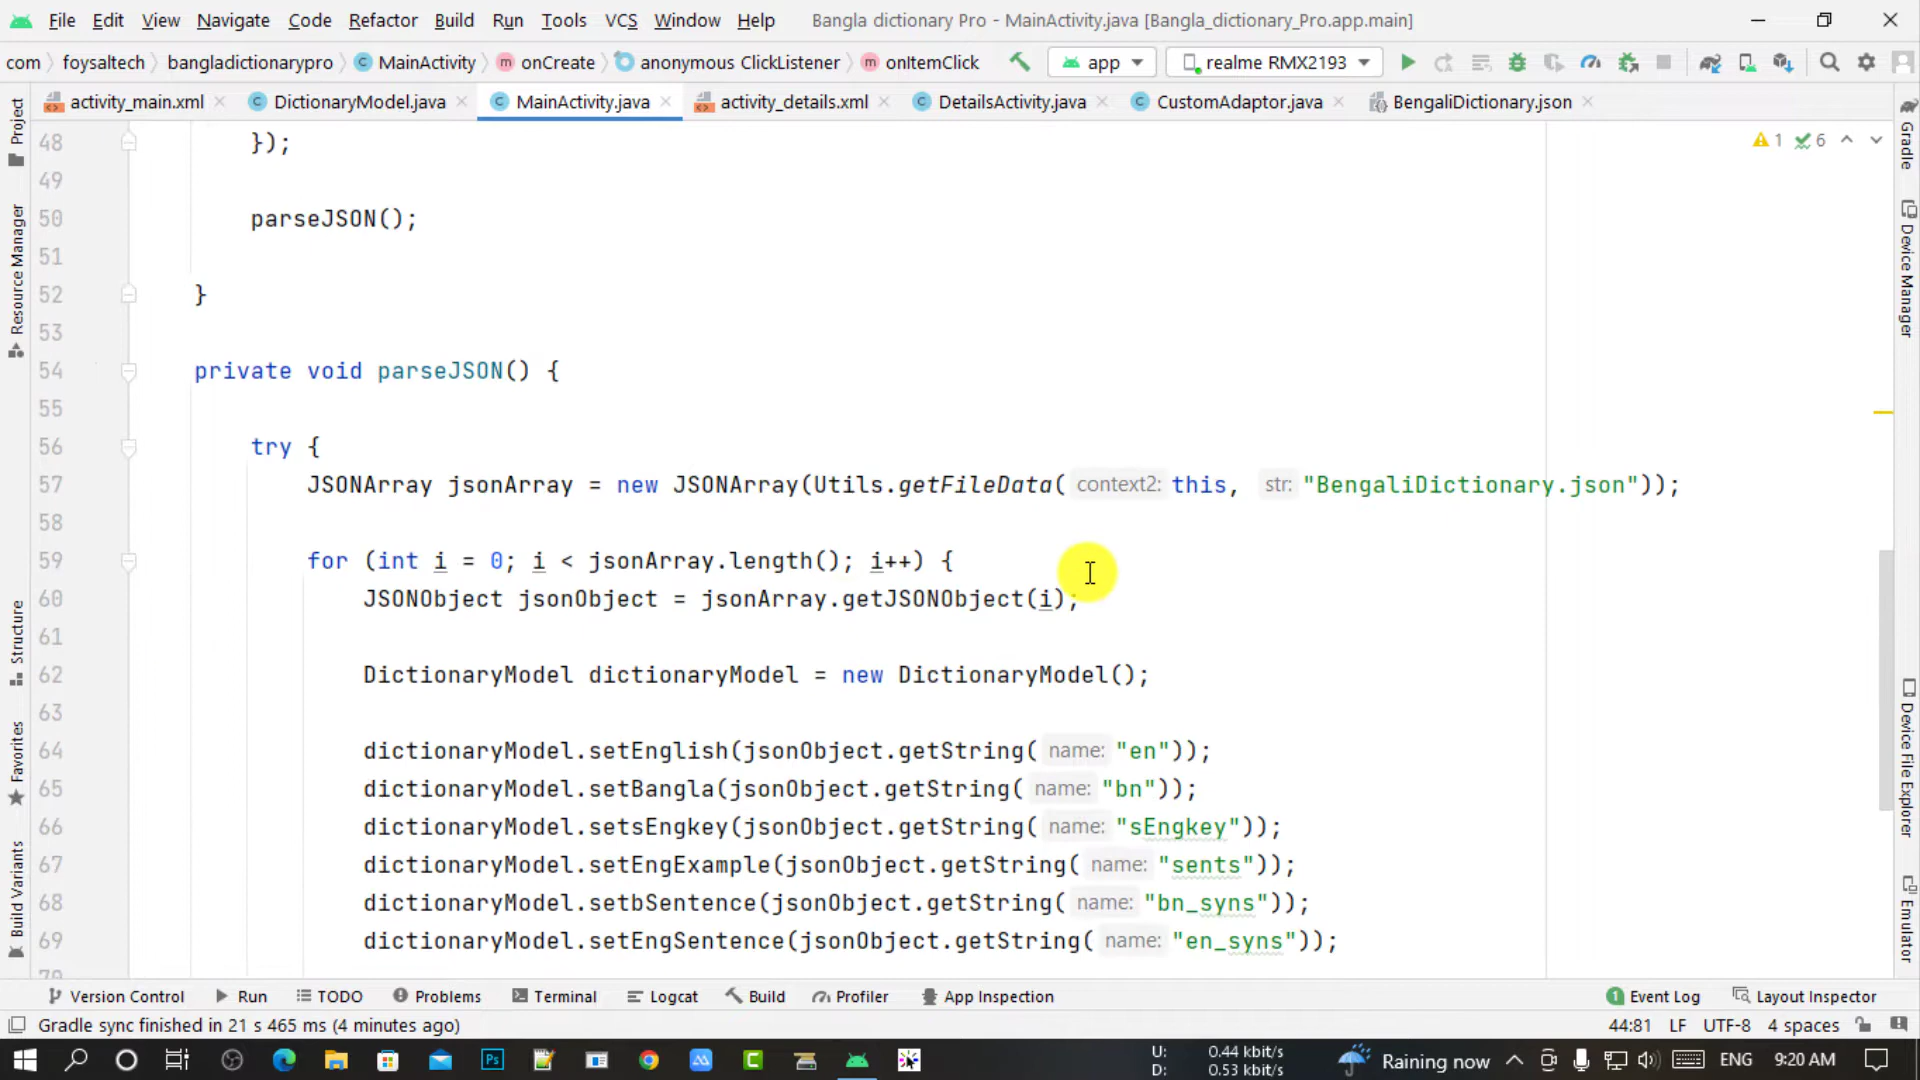 File Edit View Navigate Code Refactor Build Run Tools VCS Window Help Bangla dictionary Pro - MainActivity.java [Bangla_dictionary_Pro.app.main]
com foysaltech bangladictionarypro MainActivity onCreate anonymous ClickListener onItemClick app realme RMX2193
activity_main.xml DictionaryModel.java MainActivity.java activity_details.xml DetailsActivity.java CustomAdaptor.java BengaliDictionary.json
Project
Resource Manager
Structure
Favorites
Build Variants
1 6
48 });
49
50 parseJSON();
51
52 }
53
54 private void parseJSON() {
55
56 try {
57 JSONArray jsonArray = new JSONArray(Utils.getFileData( context2: this, str: "BengaliDictionary.json"));
58
59 for (int i = 0; i < jsonArray.length(); i++) {
60 JSONObject jsonObject = jsonArray.getJSONObject(i);
61
62 DictionaryModel dictionaryModel = new DictionaryModel();
63
64 dictionaryModel.setEnglish(jsonObject.getString( name: "en"));
65 dictionaryModel.setBangla(jsonObject.getString( name: "bn"));
66 dictionaryModel.setsEngkey(jsonObject.getString( name: "sEngkey"));
67 dictionaryModel.setEngExample(jsonObject.getString( name: "sents"));
68 dictionaryModel.setbSentence(jsonObject.getString( name: "bn_syns"));
69 dictionaryModel.setEngSentence(jsonObject.getString( name: "en_syns"));
70
Gradle
Device Manager
Device File Explorer
Emulator
Version Control Run TODO Problems Terminal Logcat Build Profiler App Inspection 1 Event Log Layout Inspector
Gradle sync finished in 21 s 465 ms (4 minutes ago) 44:81 LF UTF-8 4 spaces
U: 0.44 kbit/s
D: 0.53 kbit/s
Raining now ENG 9:20 AM